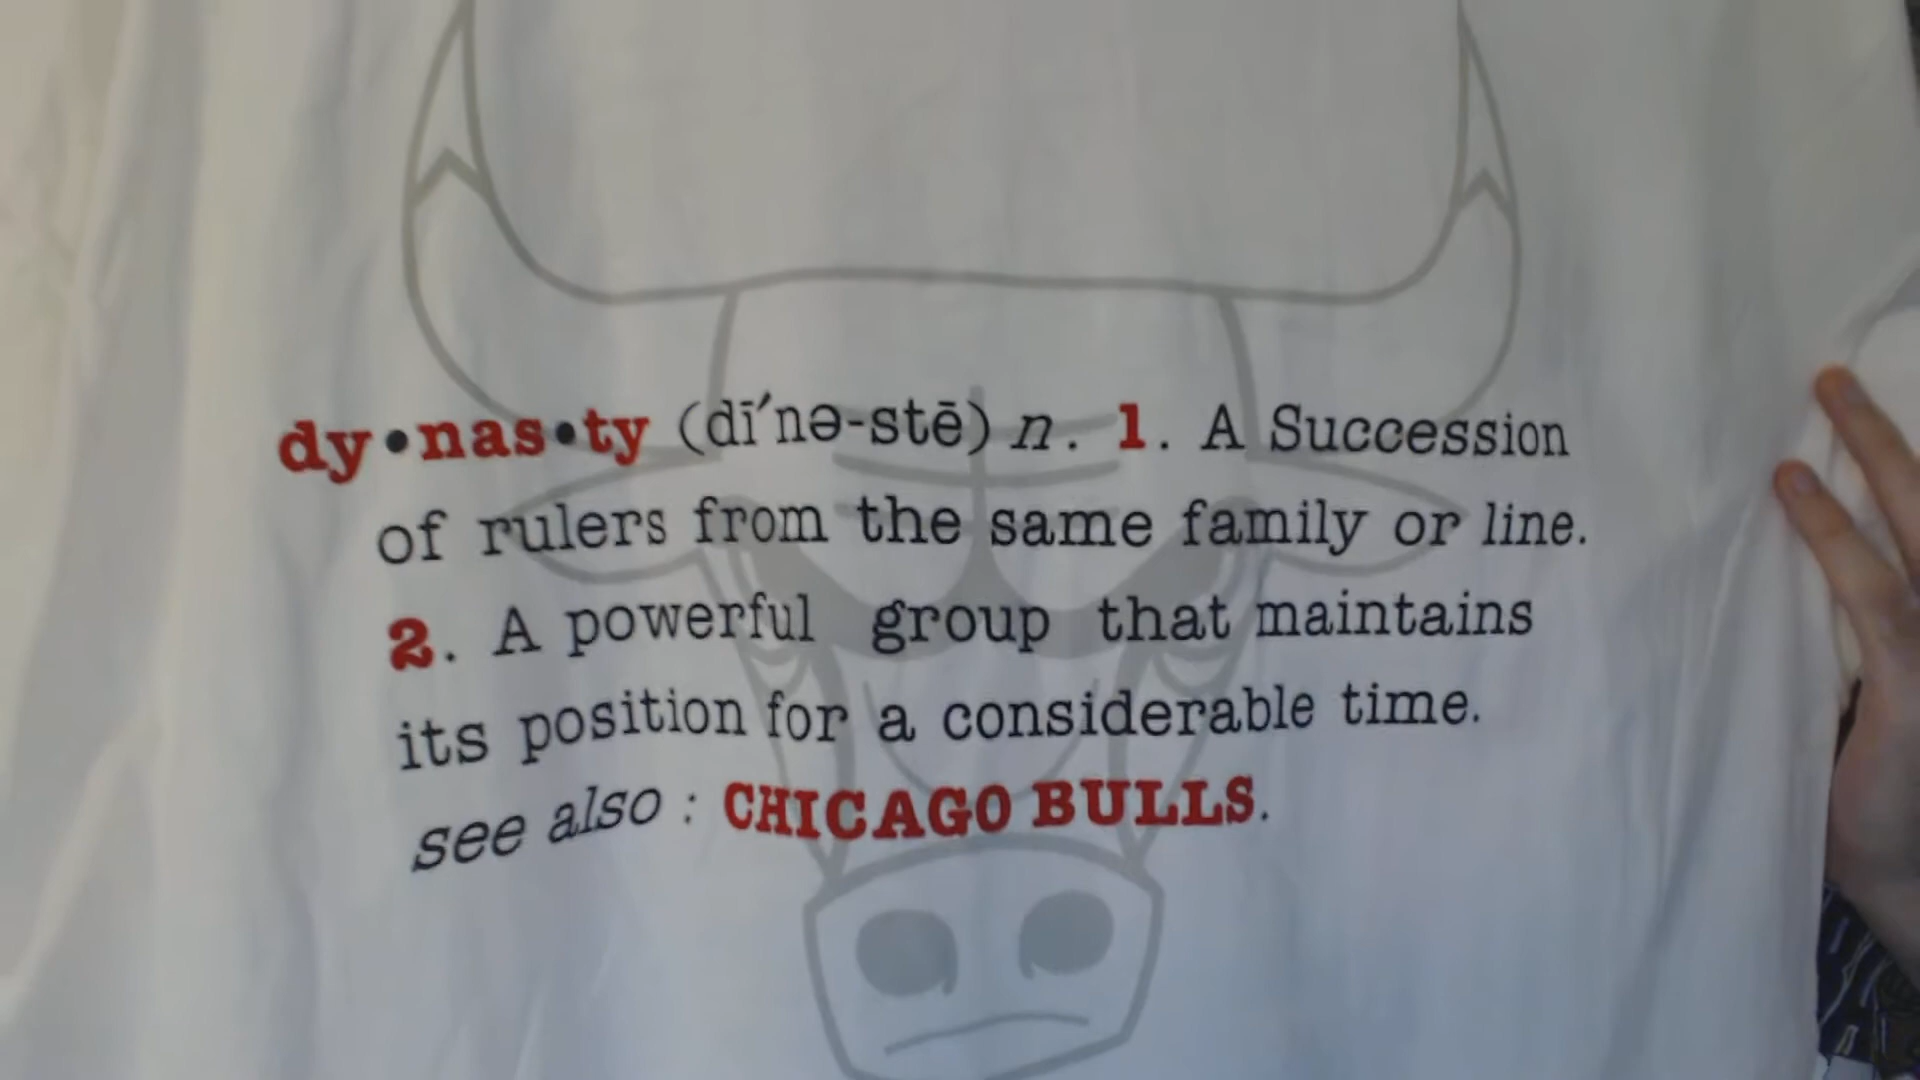 dy•nas•ty (dī′nə-stē) n. 1. A Succession
of rulers from the same family or line.
2. A powerful group that maintains
its position for a considerable time.
see also : CHICAGO BULLS.